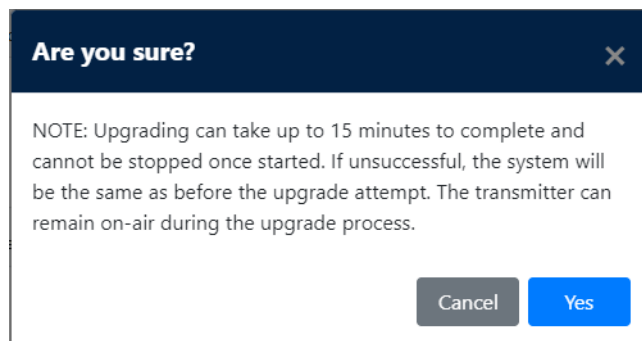 Are you sure?
×
NOTE: Upgrading can take up to 15 minutes to complete and
cannot be stopped once started. If unsuccessful, the system will
be the same as before the upgrade attempt. The transmitter can
remain on-air during the upgrade process.
Cancel Yes